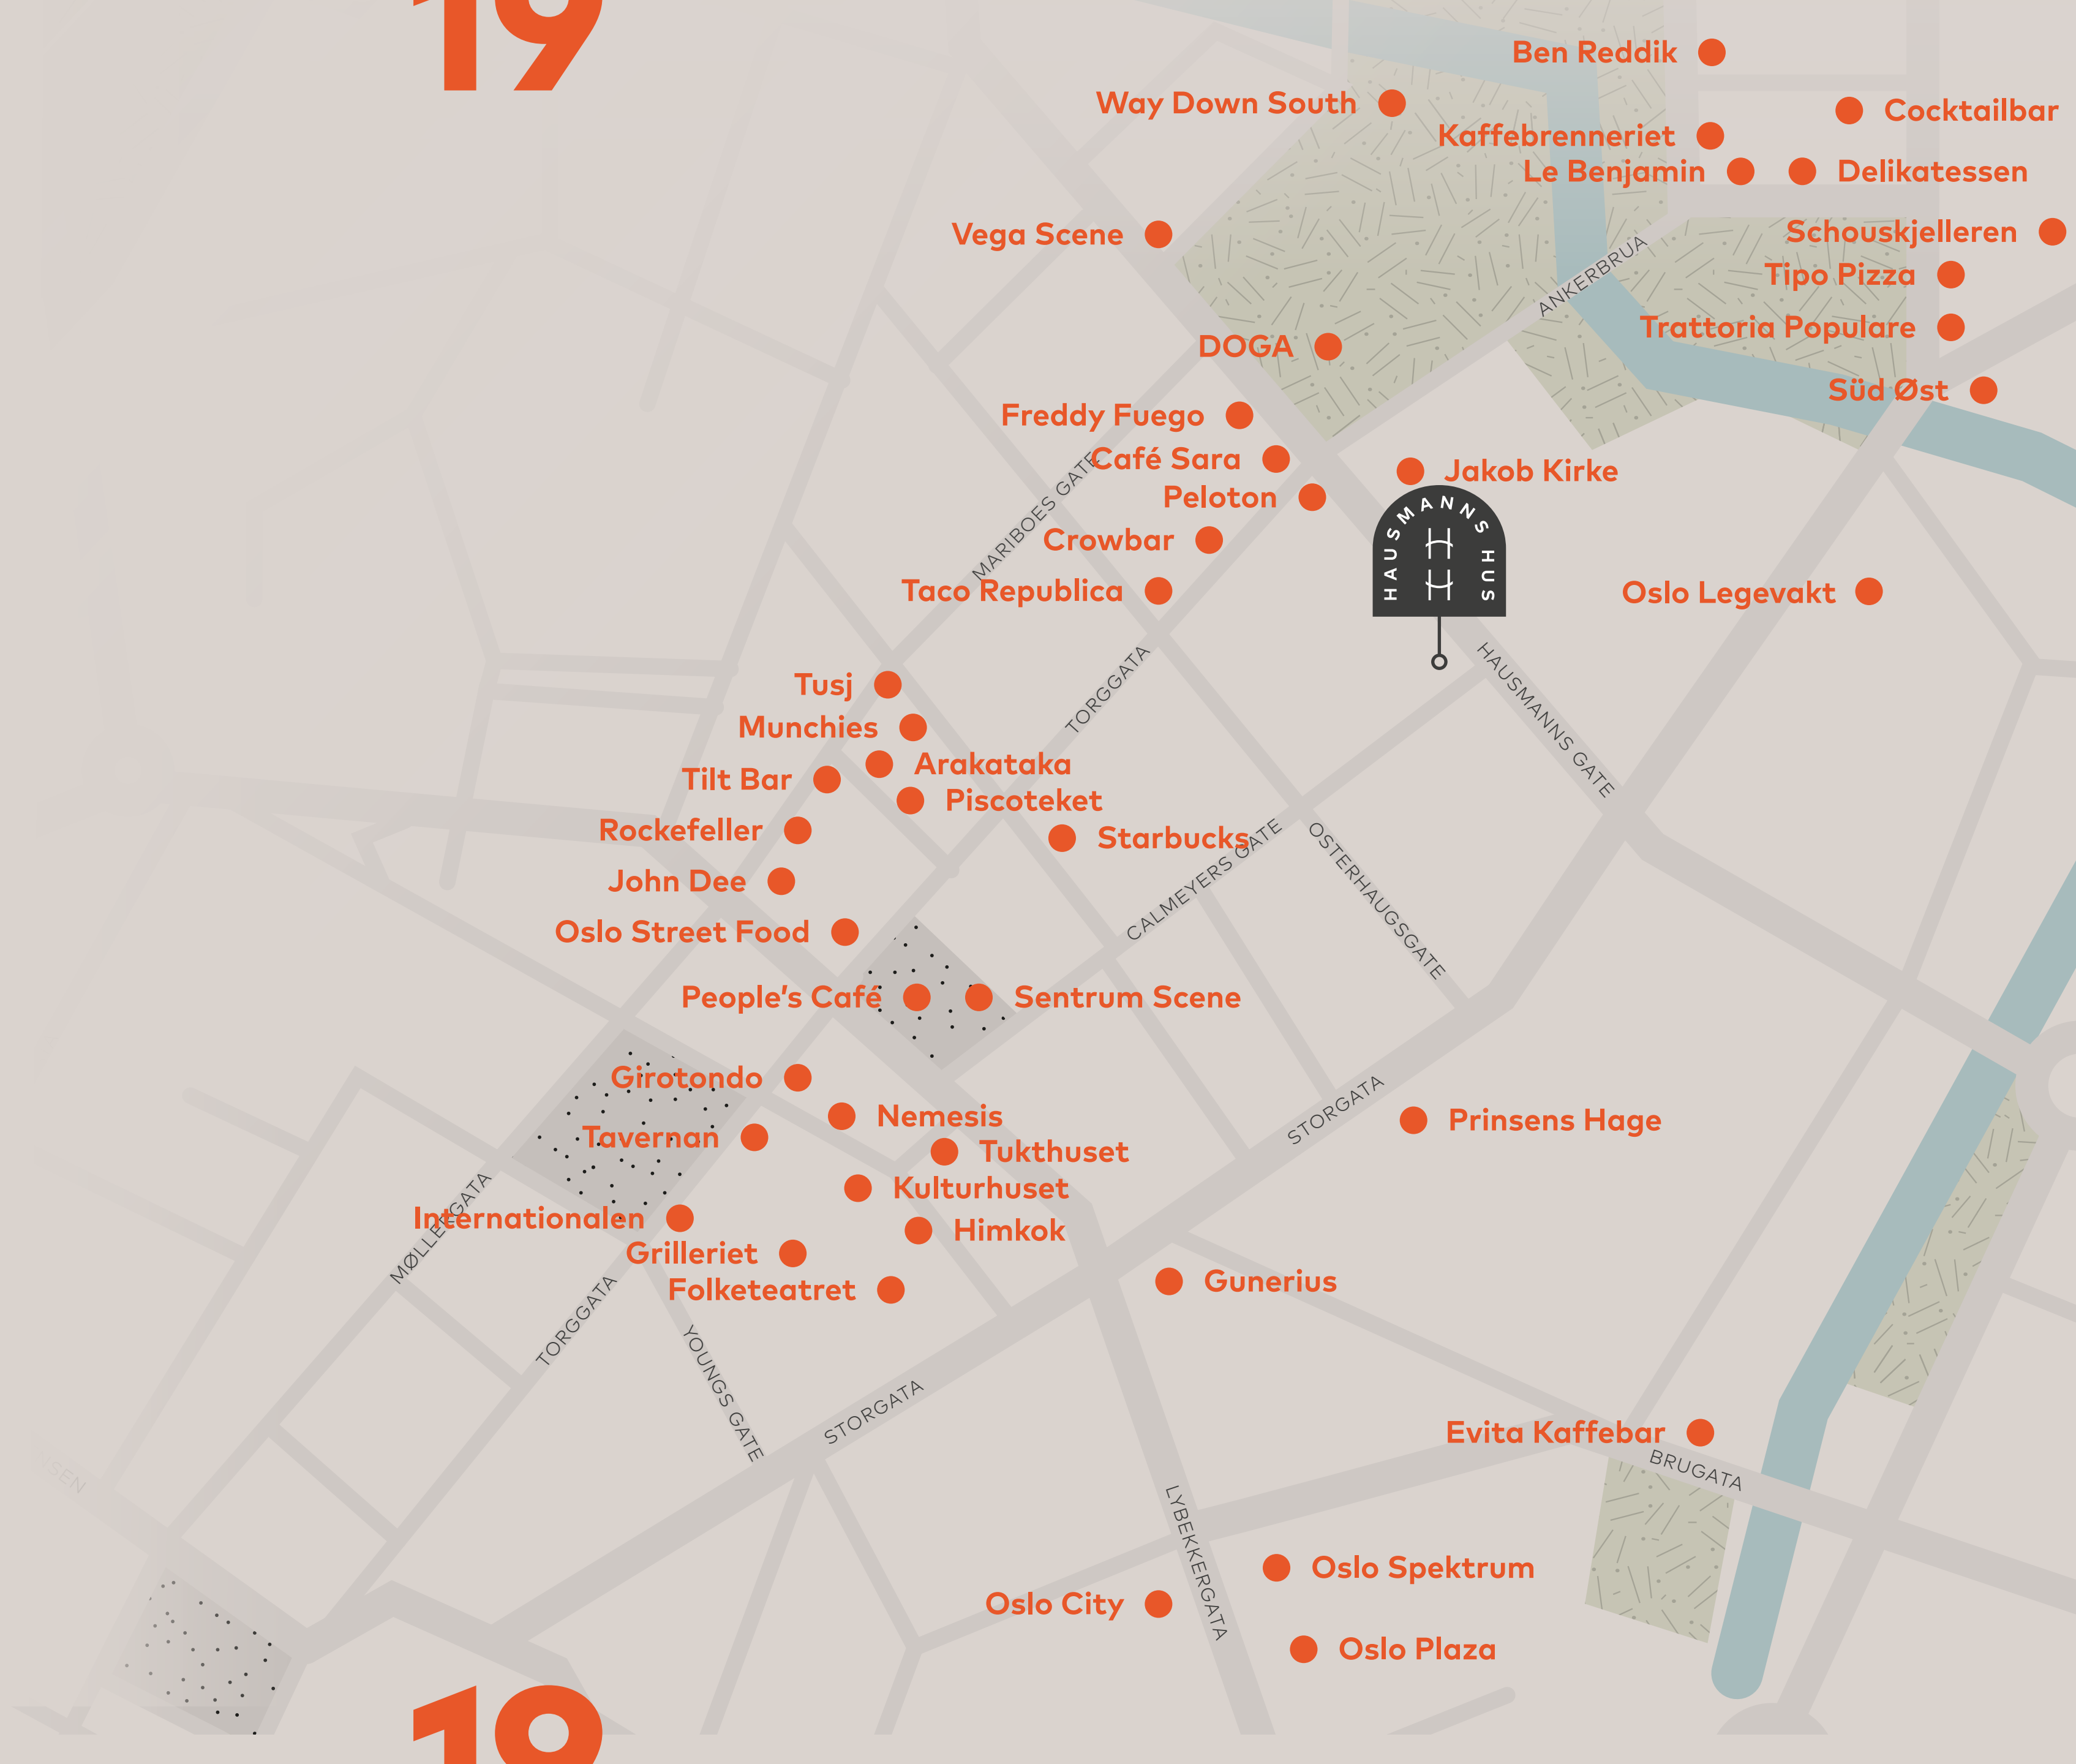 19
Ben Reddik
Way Down South
Cocktailbar
Kaffebrenneriet
Le Benjamin
Delikatessen
Vega Scene
Schouskjelleren
ANKERBRUA
Tipo Pizza
Trattoria Populare
DOGA
Süd Øst
Freddy Fuego
Café Sara
Jakob Kirke
Peloton
MARIBOES GATE
HAUSMANNS HUS
Crowbar
Taco Republica
Oslo Legevakt
TORGGATA
HAUSMANNS GATE
Tusj
Munchies
Arakataka
Tilt Bar
Piscoteket
Rockefeller
Starbucks
CALMEYERS GATE
OSTERHAUGSGATE
John Dee
Oslo Street Food
People's Café
Sentrum Scene
Girotondo
Nemesis
STORGATA
Prinsens Hage
Tavernan
Tukthuset
Kulturhuset
MØLLERGATA
Internationalen
Himkok
Grilleriet
Folketeatret
Gunerius
TORGGATA
YOUNGS GATE
STORGATA
Evita Kaffebar
BRUGATA
NSEN
LYBEKKERGATA
Oslo Spektrum
Oslo City
Oslo Plaza
19